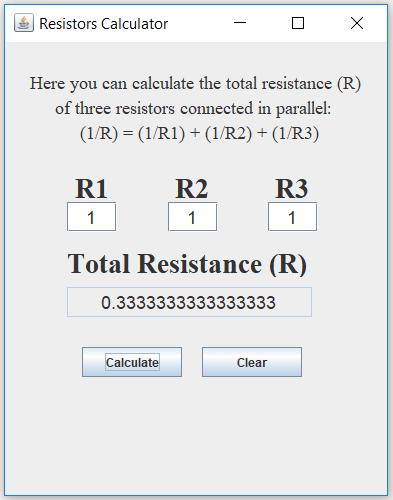 Resistors Calculator
Here you can calculate the total resistance (R)
of three resistors connected in parallel:
(1/R) = (1/R1) + (1/R2) + (1/R3)
R1 R2 R3
1 1 1
Total Resistance (R)
0.3333333333333333
Calculate Clear